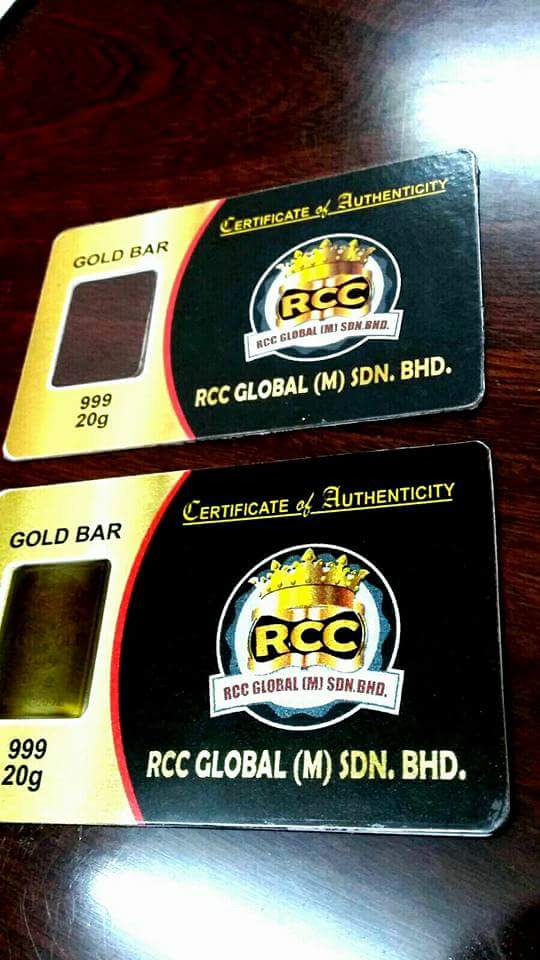 CERTIFICATE of AUTHENTICITY
GOLD BAR
RCC
RCC GLOBAL (M) SDN.BHD.
999
20g
RCC GLOBAL (M) SDN. BHD.
CERTIFICATE of AUTHENTICITY
GOLD BAR
RCC
RCC GLOBAL (M) SDN.BHD.
999
20g
RCC GLOBAL (M) SDN. BHD.